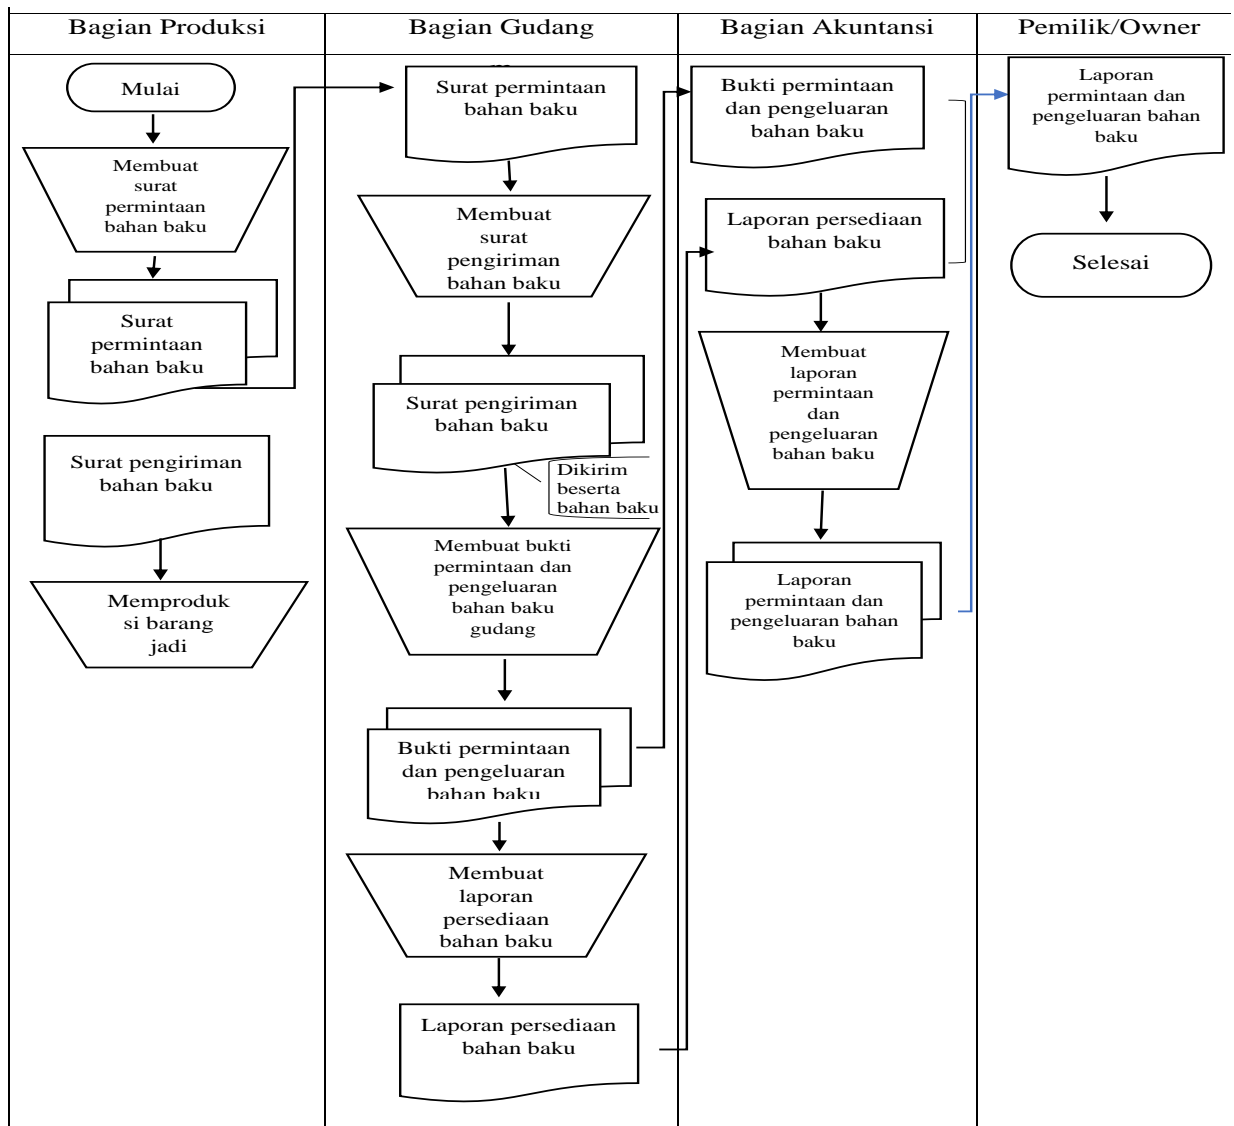 Bagian Produksi
Bagian Gudang
Bagian Akuntansi
Pemilik/Owner
Mulai
Membuat
surat
permintaan
bahan baku
Surat
permintaan
bahan baku
Surat pengiriman
bahan baku
Memproduk
si barang
jadi
Surat permintaan
bahan baku
Membuat
surat
pengiriman
bahan baku
Surat pengiriman
bahan baku
Dikirim
beserta
bahan baku
Membuat bukti
permintaan dan
pengeluaran
bahan baku
gudang
Bukti permintaan
dan pengeluaran
bahan baku
Membuat
laporan
persediaan
bahan baku
Laporan persediaan
bahan baku
Bukti permintaan
dan pengeluaran
bahan baku
Laporan persediaan
bahan baku
Membuat
laporan
permintaan
dan
pengeluaran
bahan baku
Laporan
permintaan dan
pengeluaran bahan
baku
Laporan
permintaan dan
pengeluaran bahan
baku
Selesai